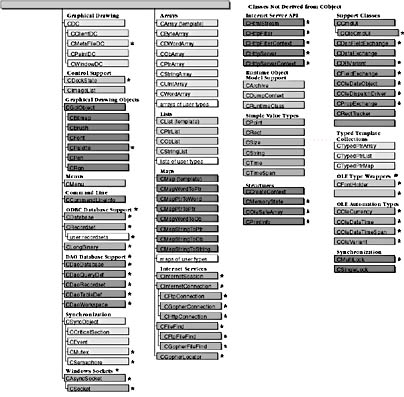 Graphical Drawing
CDC
CClientDC
CMetaFileDC *
CPaintDC
CWindowDC
Control Support
CDockState *
CImageList
Graphical Drawing Objects
CGdiObject
CBitmap
CBrush
CFont
CPalette *
CPen
CRgn
Menus
CMenu
Command Line
CCommandLineInfo
ODBC Database Support *
CDatabase *
CRecordset *
user recordsets *
CLongBinary *
DAO Database Support *
CDaoDatabase *
CDaoQueryDef *
CDaoRecordset *
CDaoTableDef *
CDaoWorkspace *
Synchronization
CSyncObject
CCriticalSection
CEvent
CMutex *
CSemaphore *
Windows Sockets *
CAsyncSocket *
CSocket *
Arrays
CArray (template)
CByteArray
CDWordArray
CObArray
CPtrArray
CStringArray
CUIntArray
CWordArray
arrays of user types
Lists
CList (template)
CPtrList
CObList
CStringList
lists of user types
Maps
CMap (template)
CMapWordToPtr
CMapPtrToWord
CMapPtrToPtr
CMapWordToOb
CMapStringToPtr
CMapStringToOb
CMapStringToString
maps of user types
Internet Services
CInternetSession *
CInternetConnection *
CFtpConnection *
CGopherConnection *
CHttpConnection *
CFileFind *
CFtpFileFind *
CGopherFileFind *
CGopherLocator *
Classes Not Derived from CObject
Internet Server API
CHtmlStream *
CHttpFilter *
CHttpFilterContext *
CHttpServer *
CHttpServerContext *
Runtime Object
Model Support
CArchive
CDumpContext
CRuntimeClass
Simple Value Types
CPoint
CRect
CSize
CString
CTime
CTimeSpan
Structures
CCreateContext
CMemoryState *
COleSafeArray *
CPrintInfo *
Support Classes
CCmdUI
COleCmdUI *
CDaoFieldExchange *
CDataExchange
CDBVariant *
CFieldExchange *
COleDataObject *
COleDispatchDriver *
CPropExchange *
CRectTracker
Typed Template
Collections
CTypedPtrArray
CTypedPtrList
CTypedPtrMap
OLE Type Wrappers *
CFontHolder *
OLE Automation Types
COleCurrency *
COleDateTime *
COleDateTimeSpan *
COleVariant *
Synchronization
CMultiLock *
CSingleLock